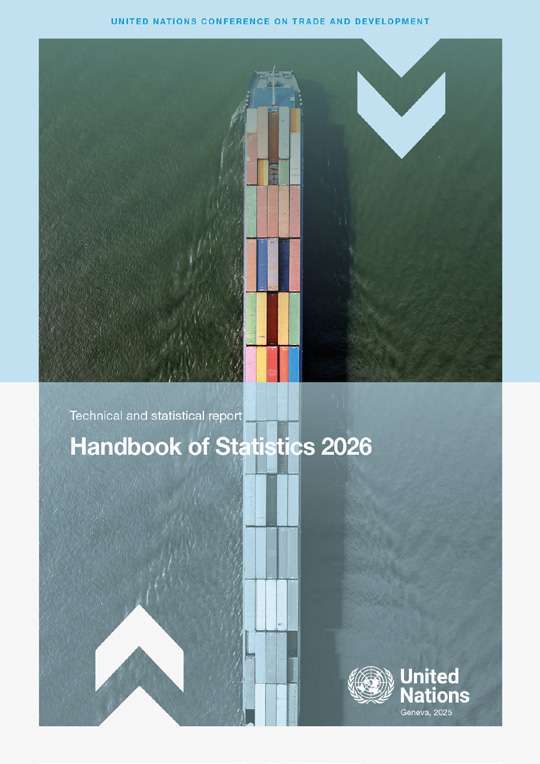 UNITED NATIONS CONFERENCE ON TRADE AND DEVELOPMENT
Technical and statistical report
Handbook of Statistics 2026
United
Nations
Geneva, 2025